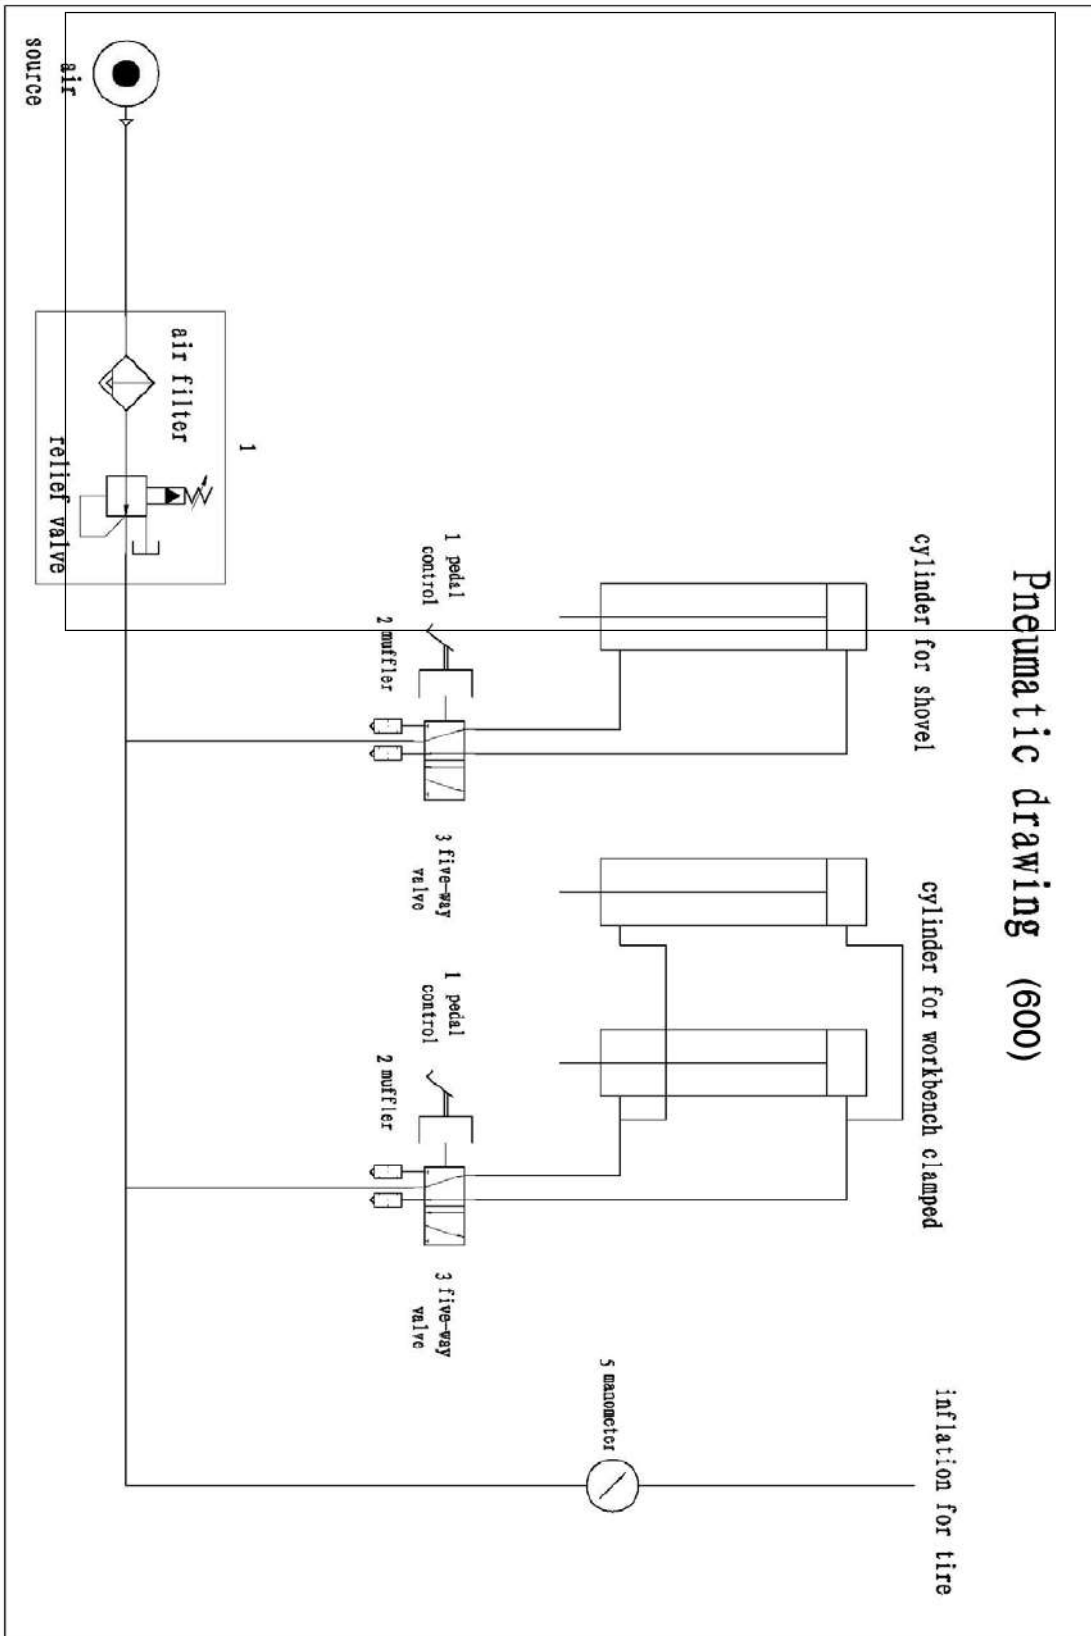 Pneumatic drawing (600)
cylinder for shovel
cylinder for workbench clamped
inflation for tire
5 manometer
1 pedal
control
2 muffler
3 five-way
valve
1 pedal
control
2 muffler
3 five-way
valve
1
air filter
relief valve
air
source